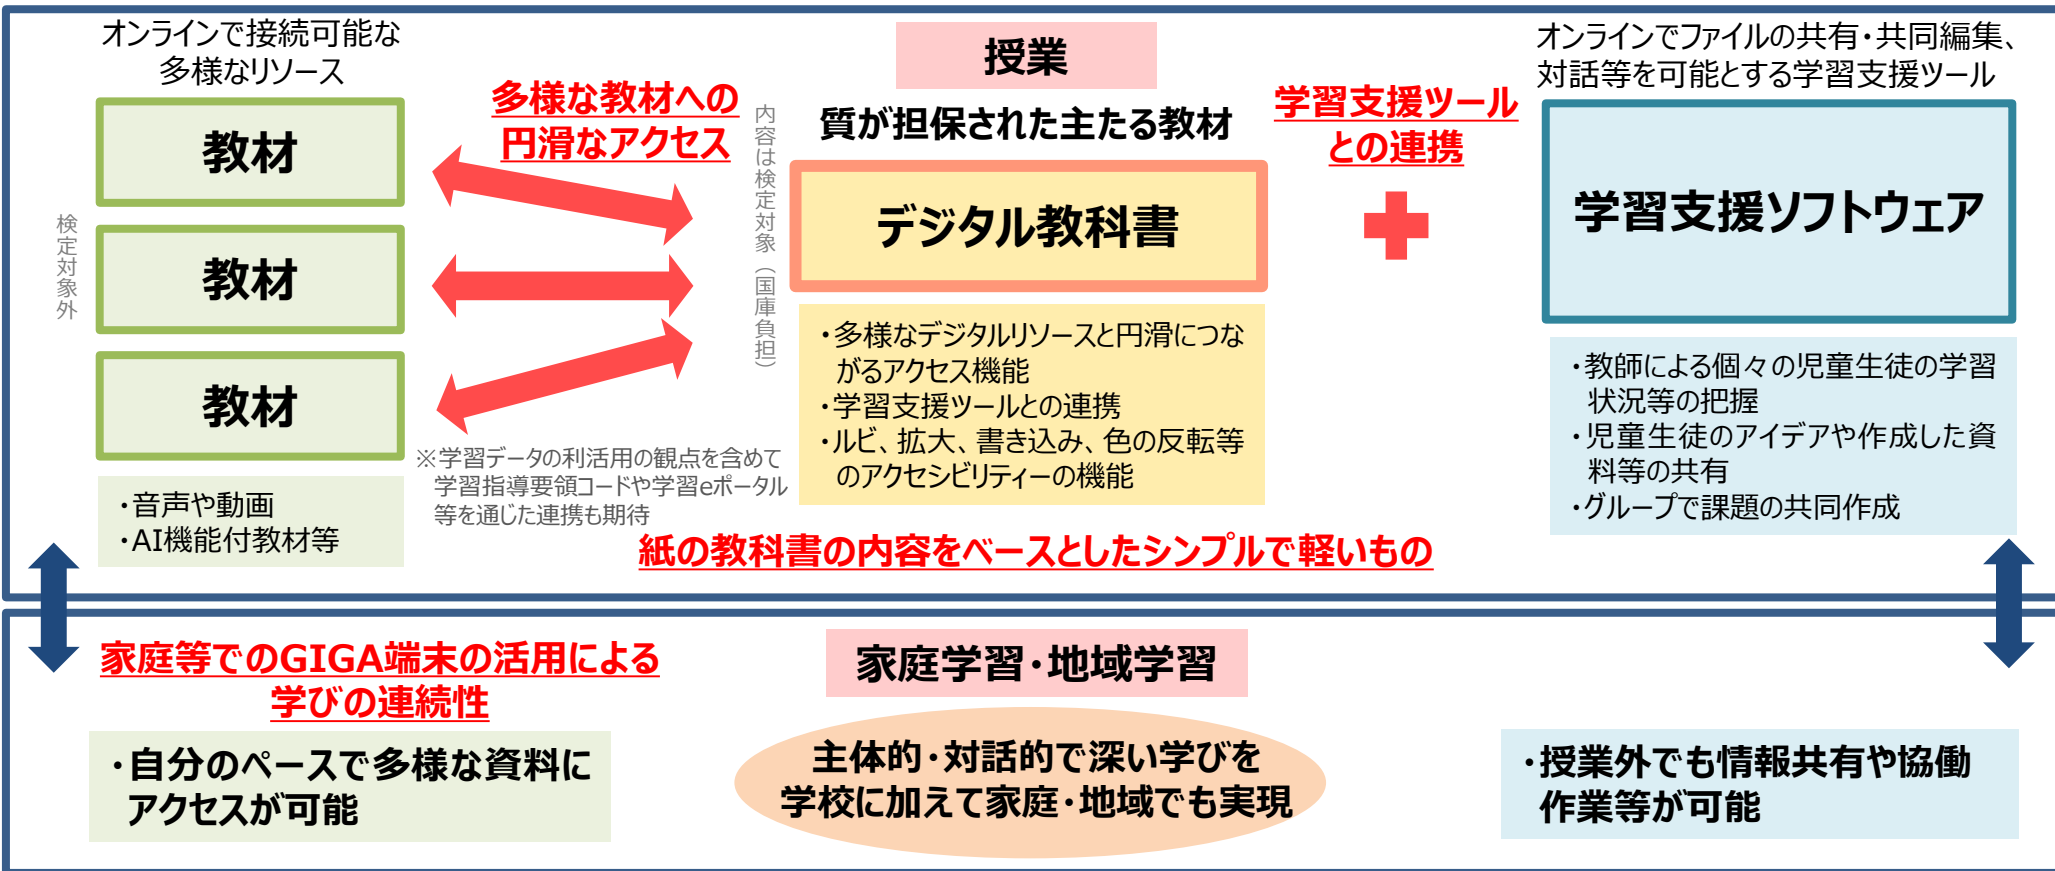 オンラインで接続可能な
多様なリソース
検定対象外
教材
教材
教材
・音声や動画
・AI機能付教材等
多様な教材への
円滑なアクセス
※学習データの利活用の観点を含めて
学習指導要領コードや学習eポータル
等を通じた連携も期待
内容は検定対象（国庫負担）
授業
質が担保された主たる教材
デジタル教科書
・多様なデジタルリソースと円滑につな
がるアクセス機能
・学習支援ツールとの連携
・ルビ、拡大、書き込み、色の反転等
のアクセシビリティーの機能
紙の教科書の内容をベースとしたシンプルで軽いもの
学習支援ツール
との連携
オンラインでファイルの共有・共同編集、
対話等を可能とする学習支援ツール
学習支援ソフトウェア
・教師による個々の児童生徒の学習
状況等の把握
・児童生徒のアイデアや作成した資
料等の共有
・グループで課題の共同作成
家庭等でのGIGA端末の活用による
学びの連続性
・自分のペースで多様な資料に
アクセスが可能
家庭学習・地域学習
主体的・対話的で深い学びを
学校に加えて家庭・地域でも実現
・授業外でも情報共有や協働
作業等が可能